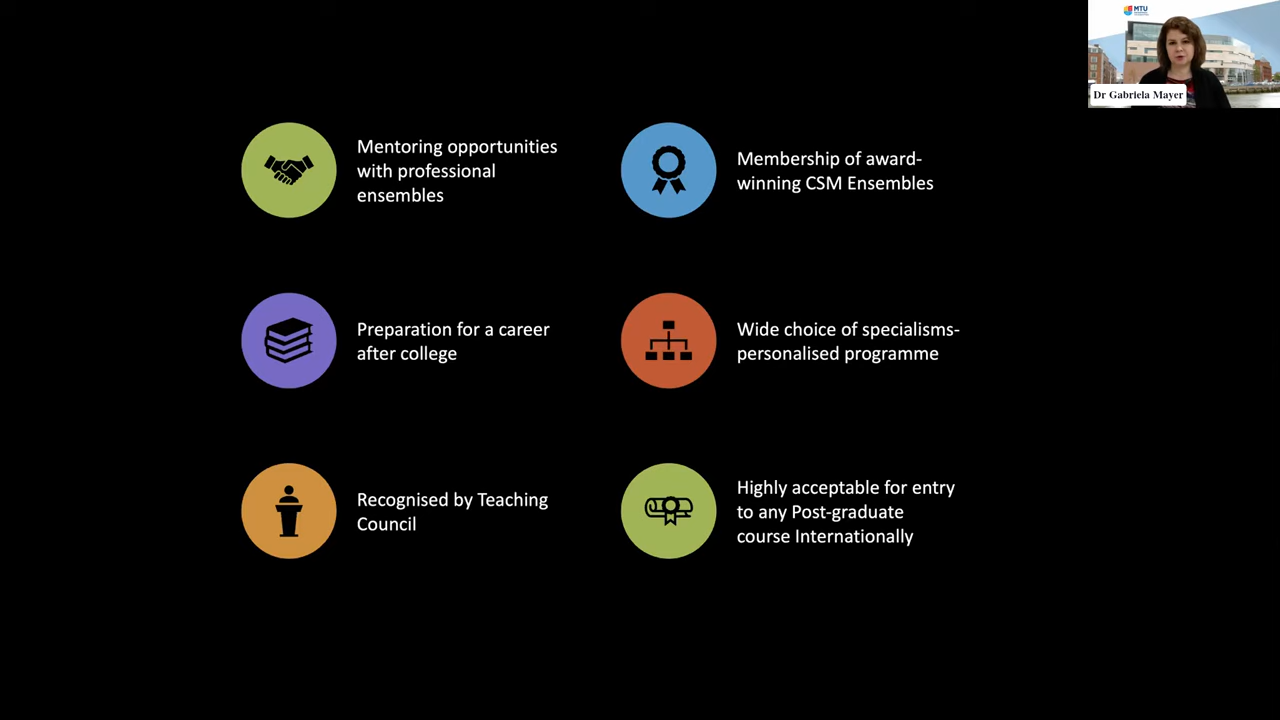 MTU
Dr Gabriela Mayer
Mentoring opportunities
with professional
ensembles
Membership of award-
winning CSM Ensembles
Preparation for a career
after college
Wide choice of specialisms-
personalised programme
Recognised by Teaching
Council
Highly acceptable for entry
to any Post-graduate
course Internationally